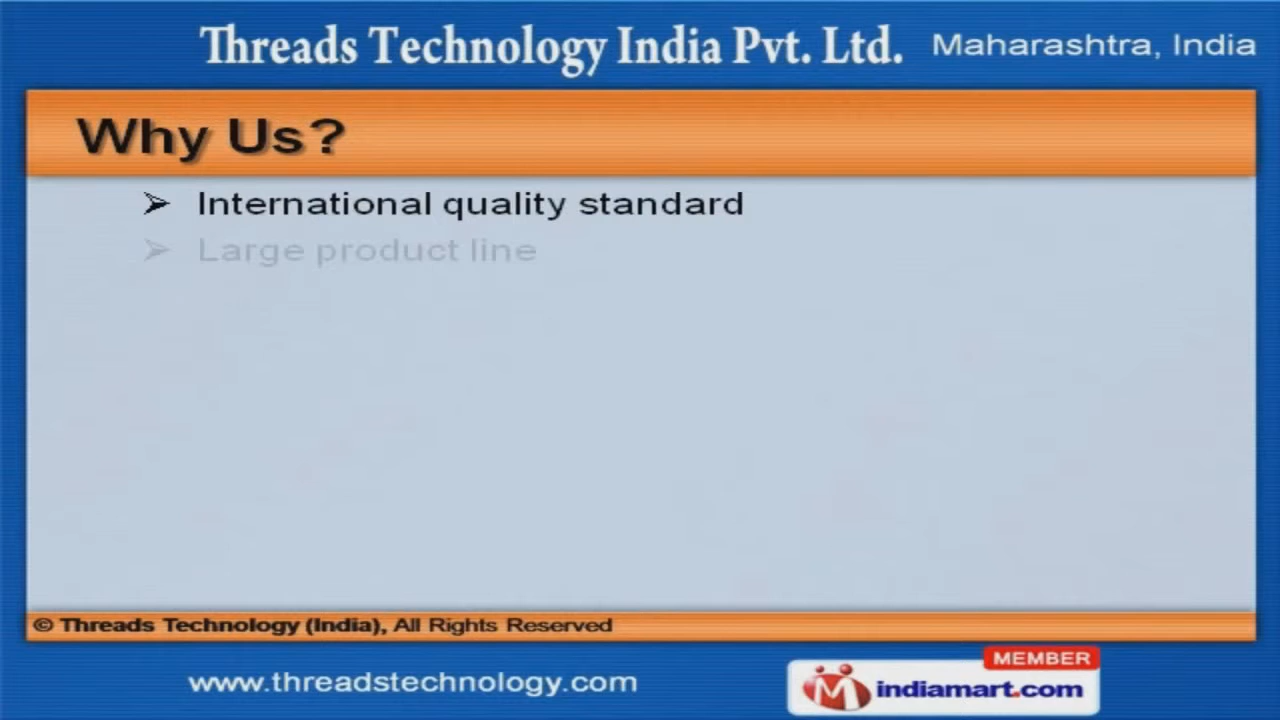 Threads Technology India Pvt. Ltd. Maharashtra, India
Why Us?
➢ International quality standard
➢ Large product line
© Threads Technology (India), All Rights Reserved
www.threadstechnology.com
MEMBER
indiamart.com